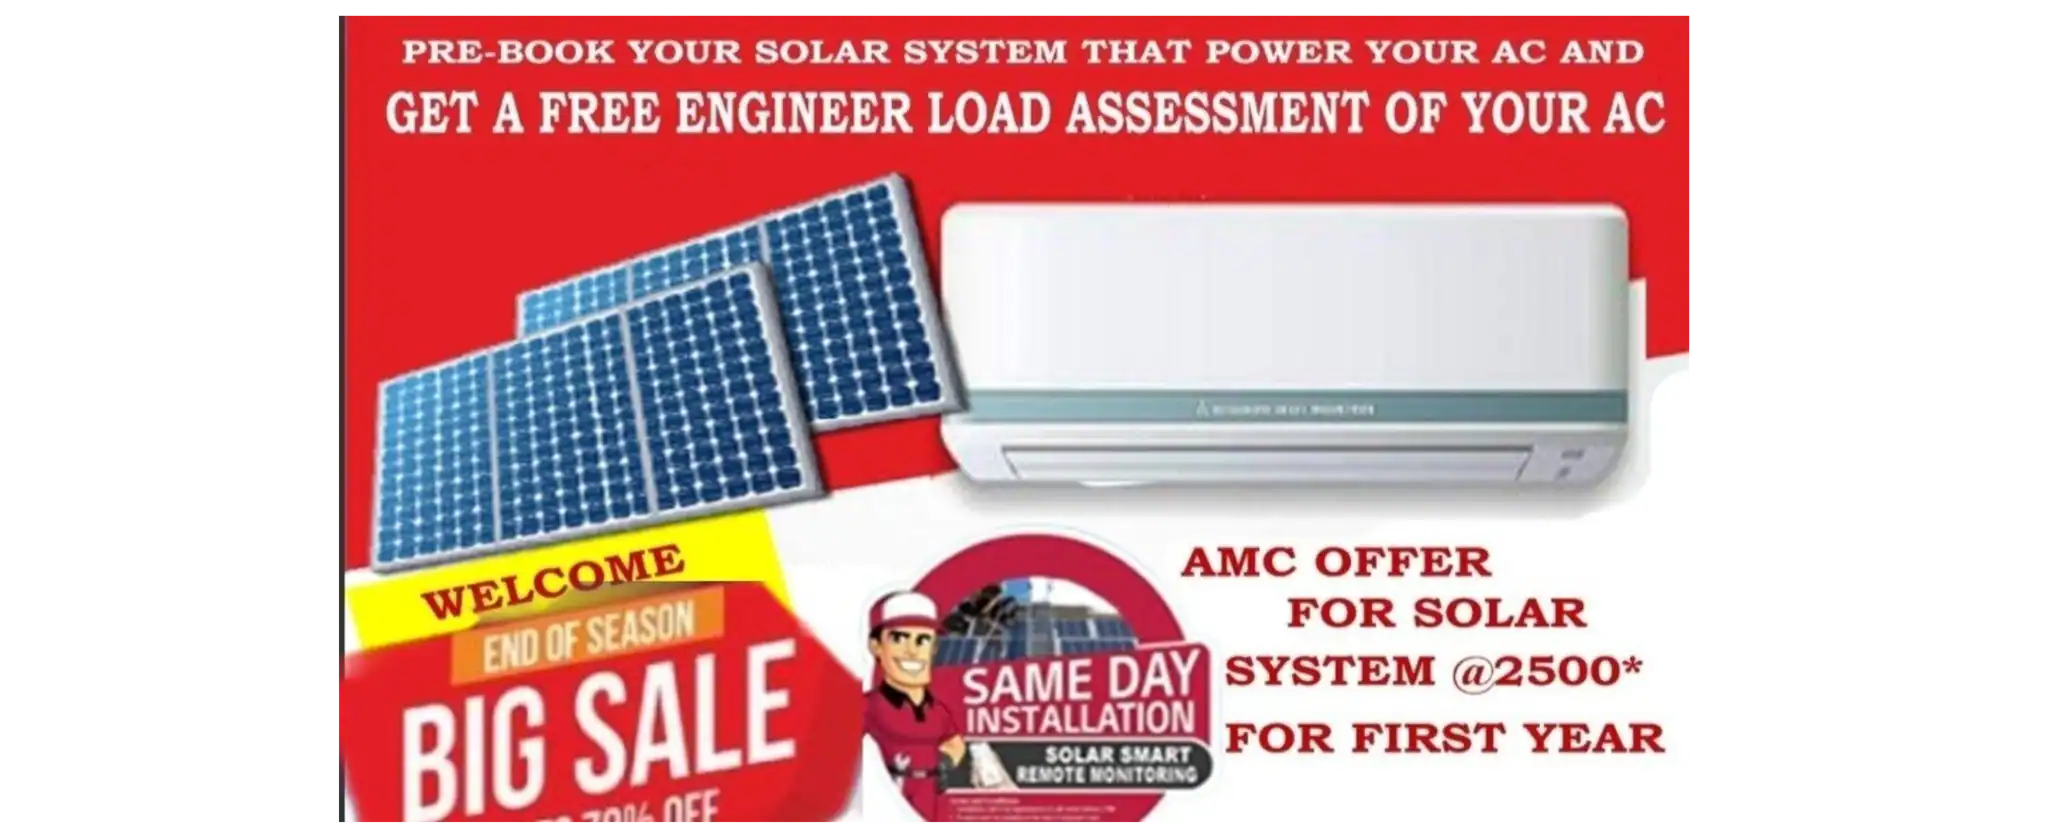 PRE-BOOK YOUR SOLAR SYSTEM THAT POWER YOUR AC AND
GET A FREE ENGINEER LOAD ASSESSMENT OF YOUR AC
WELCOME
END OF SEASON
BIG SALE
70% OFF
SAME DAY
INSTALLATION
SOLAR SMART
REMOTE MONITORING
AMC OFFER
FOR SOLAR
SYSTEM @2500*
FOR FIRST YEAR